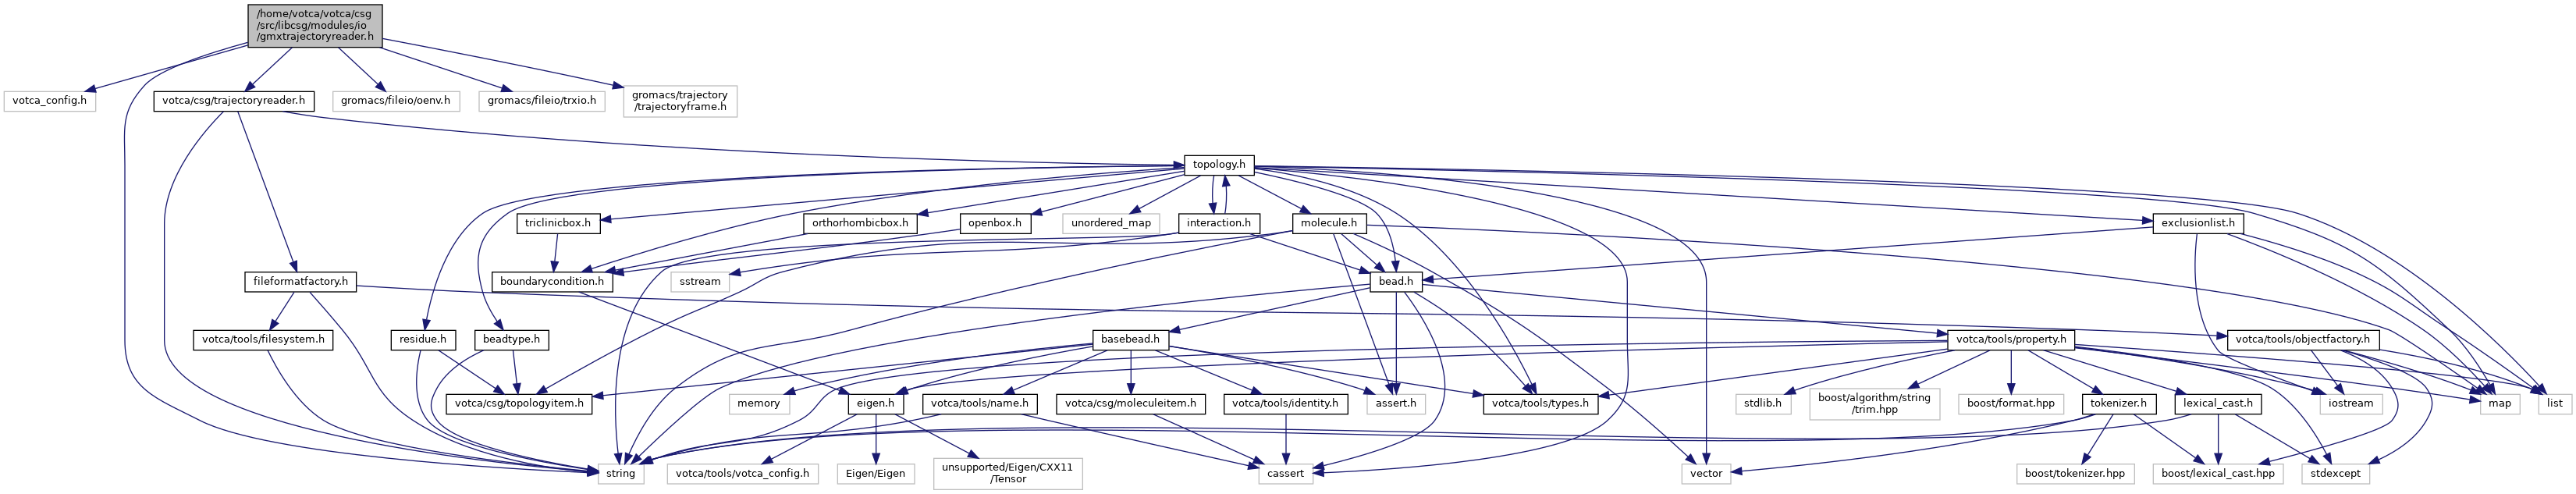 /home/votca/votca/csg
/src/libcsg/modules/io
/gmxtrajectoryreader.h
votca_config.h
votca/csg/trajectoryreader.h
gromacs/fileio/oenv.h
gromacs/fileio/trxio.h
gromacs/trajectory
/trajectoryframe.h
topology.h
triclinicbox.h
orthorhombicbox.h
openbox.h
unordered_map
interaction.h
molecule.h
exclusionlist.h
fileformatfactory.h
boundarycondition.h
sstream
bead.h
votca/tools/filesystem.h
residue.h
beadtype.h
basebead.h
votca/tools/property.h
votca/tools/objectfactory.h
votca/csg/topologyitem.h
memory
eigen.h
votca/tools/name.h
votca/csg/moleculeitem.h
votca/tools/identity.h
assert.h
votca/tools/types.h
stdlib.h
boost/algorithm/string
/trim.hpp
boost/format.hpp
tokenizer.h
lexical_cast.h
iostream
map
list
string
votca/tools/votca_config.h
Eigen/Eigen
unsupported/Eigen/CXX11
/Tensor
cassert
vector
boost/tokenizer.hpp
boost/lexical_cast.hpp
stdexcept